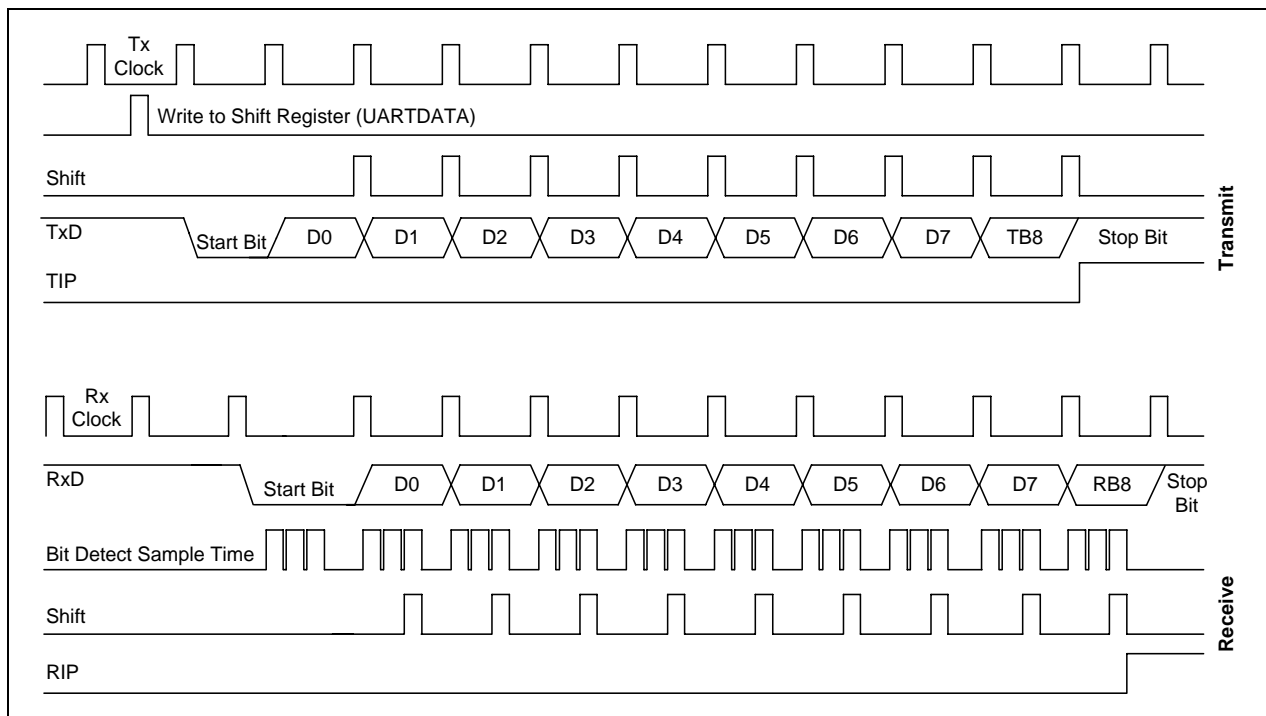 Tx
Clock
Write to Shift Register (UARTDATA)
Shift
TxD
Start Bit
D0
D1
D2
D3
D4
D5
D6
D7
TB8
Stop Bit
TIP
Transmit
Rx
Clock
RxD
Start Bit
D0
D1
D2
D3
D4
D5
D6
D7
RB8
Stop
Bit
Bit Detect Sample Time
Shift
RIP
Receive